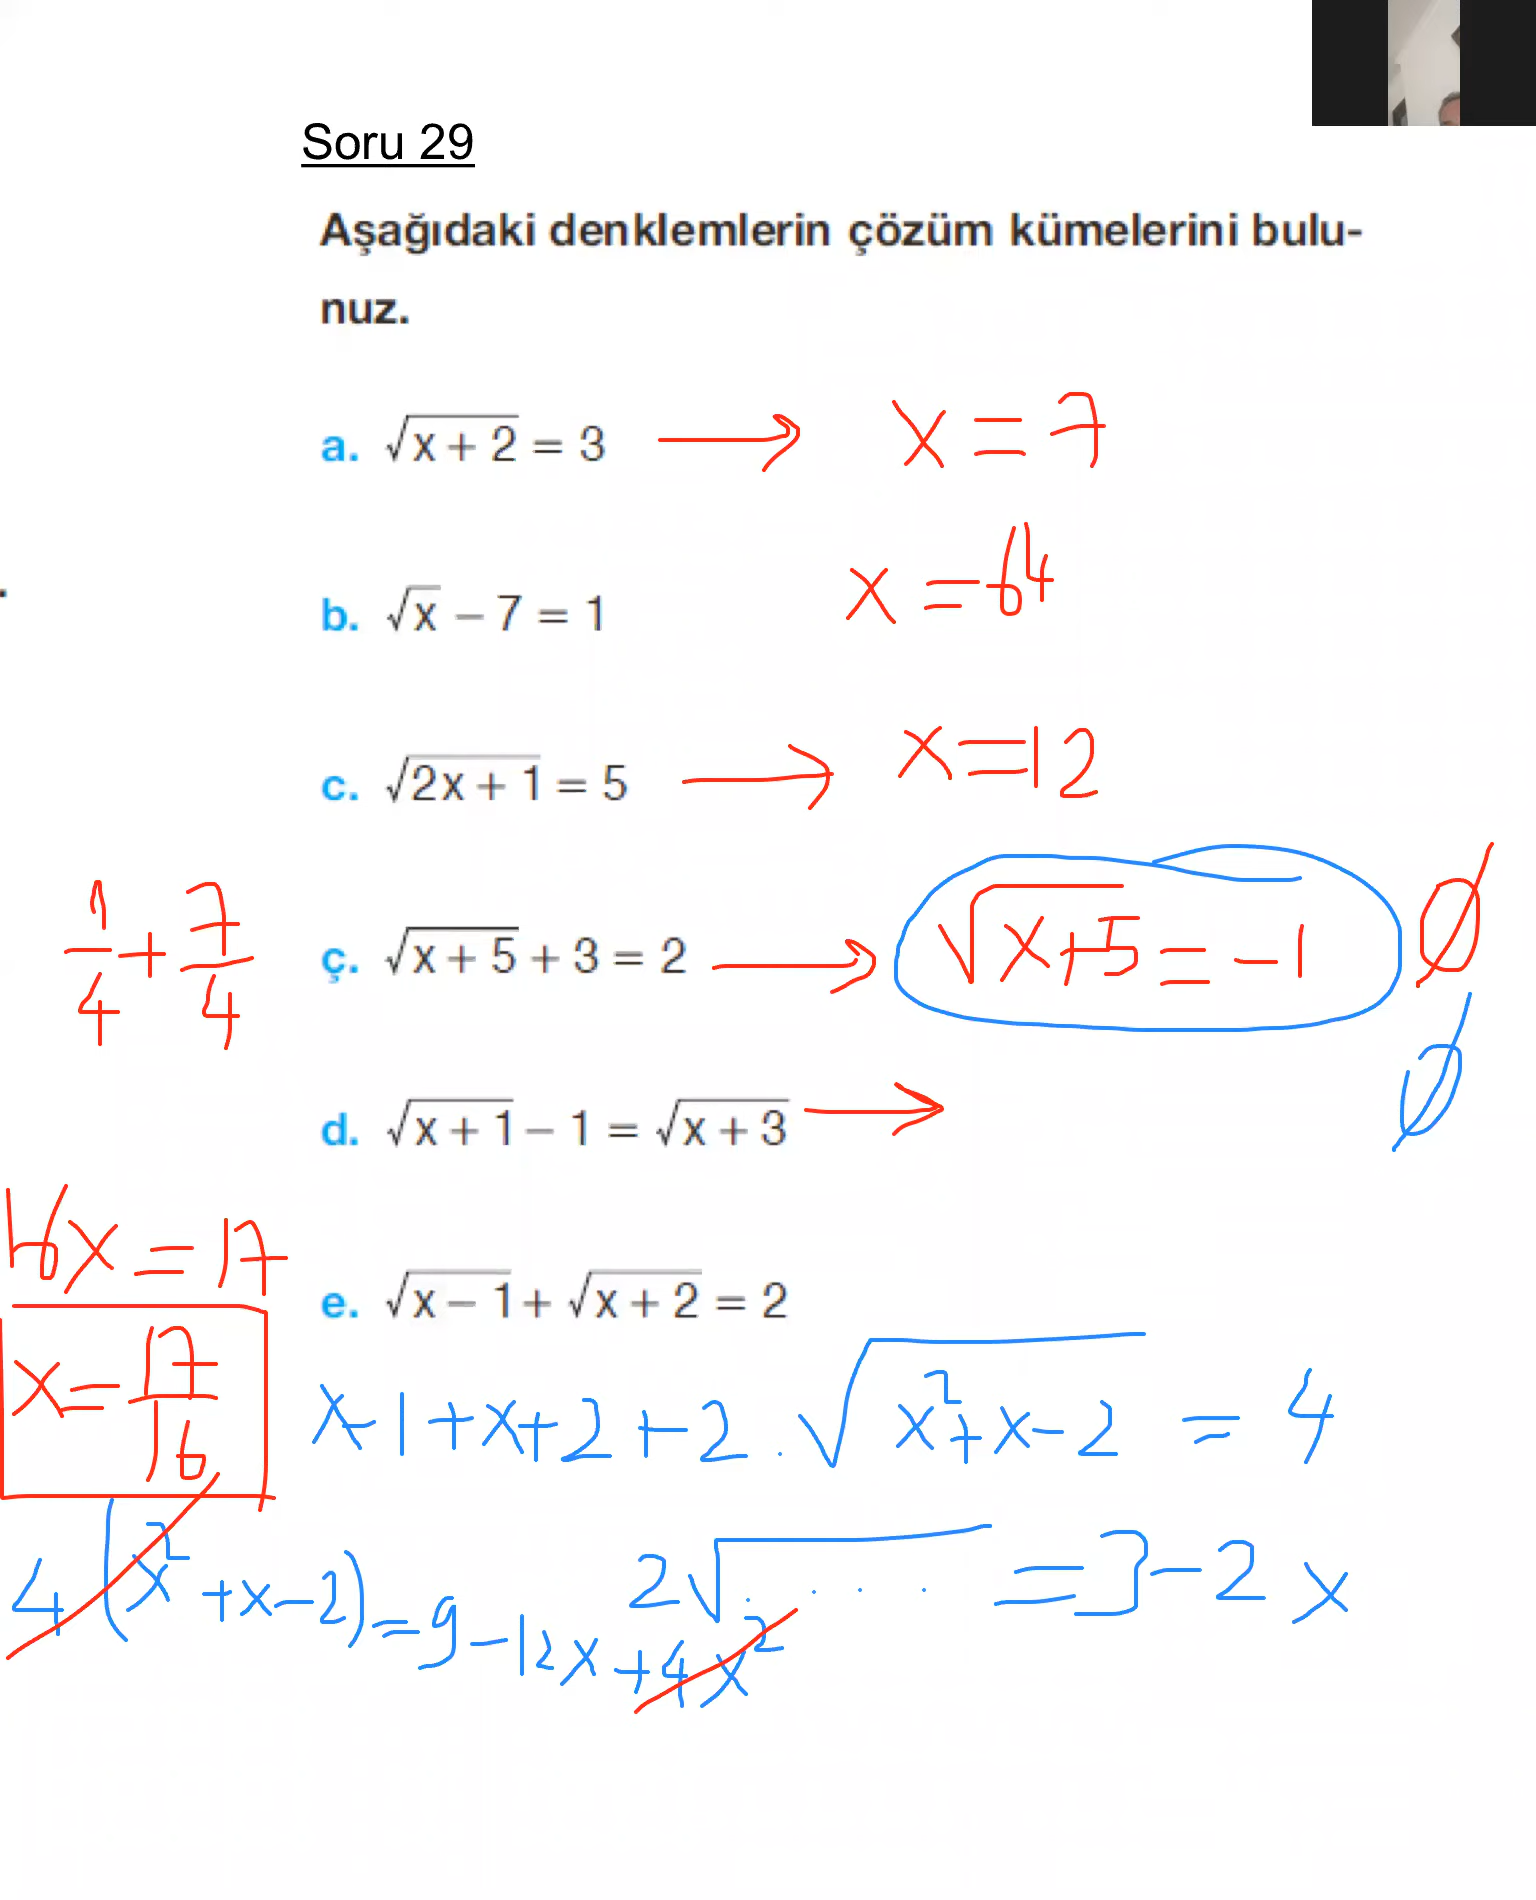 Soru 29
Aşağıdaki denklemlerin çözüm kümelerini bulu-
nuz.
a. √(x + 2) = 3 → x = 7
b. √x − 7 = 1 x = 64
c. √(2x + 1) = 5 → x = 12
ç. √(x + 5) + 3 = 2 → √(x+5) = −1 ∅
1/4 + 7/4
d. √(x + 1) − 1 = √(x + 3) → ∅
e. √(x − 1) + √(x + 2) = 2
16x = 17
x = 17/16
x−1+x+2+2.√(x²+x−2) = 4
2√.... = 3−2x
4(x²+x−2) = 9−12x+4x²